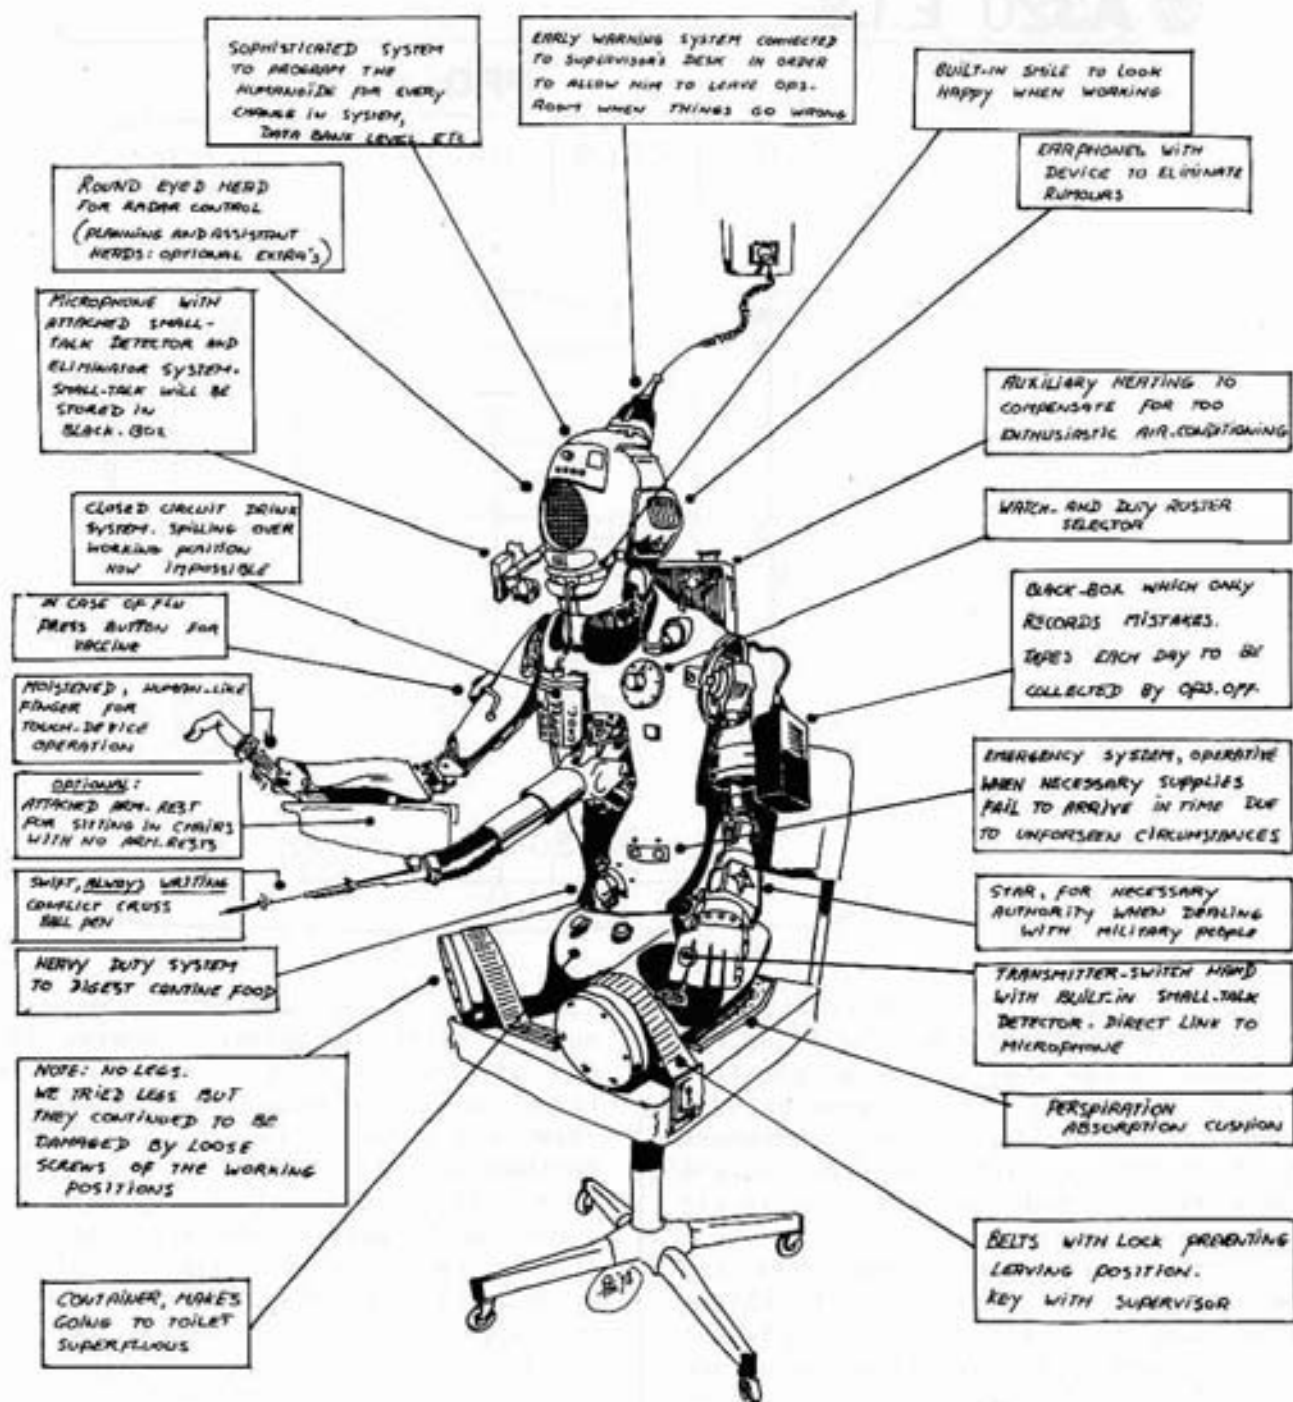 SOPHISTICATED SYSTEM
TO PROGRAM THE
HUMANOÏDE FOR EVERY
CHANGE IN SYSTEM,
DATA BANK LEVEL. ETS.
EARLY WARNING SYSTEM CONNECTED
TO SUPERVISOR'S DESK IN ORDER
TO ALLOW HIM TO LEAVE OPS.
ROOM WHEN THINGS GO WRONG
BUILT-IN SMILE TO LOOK
HAPPY WHEN WORKING
EARPHONES WITH
DEVICE TO ELIMINATE
RUMOURS
ROUND EYED HEAD
FOR RADAR CONTROL
(PLANNING AND ASSISTANT
HEADS: OPTIONAL EXTRA'S)
MICROPHONE WITH
ATTACHED SMALL-
TALK DETECTOR AND
ELIMINATOR SYSTEM.
SMALL-TALK WILL BE
STORED IN
BLACK-BOX
AUXILIARY HEATING TO
COMPENSATE FOR TOO
ENTHUSIASTIC AIR-CONDITIONING
CLOSED CIRCUIT DRINK
SYSTEM. SPILLING OVER
WORKING POSITION
NOW IMPOSSIBLE
WATCH- AND DUTY ROSTER
SELECTOR
IN CASE OF FLU
PRESS BUTTON FOR
VACCINE
BLACK-BOX WHICH ONLY
RECORDS MISTAKES.
TAPES EACH DAY TO BE
COLLECTED BY OPS. OFF.
MOISTENED, HUMAN-LIKE
FINGER FOR
TOUCH-DEVICE
OPERATION
OPTIONAL:
ATTACHED ARM-REST
FOR SITTING IN CHAIRS
WITH NO ARM-RESTS
EMERGENCY SYSTEM, OPERATIVE
WHEN NECESSARY SUPPLIES
FAIL TO ARRIVE IN TIME DUE
TO UNFORSEEN CIRCUMSTANCES
SWIFT, ALWAYS WRITING
CONFLICT CROSS
BALL PEN
STAR, FOR NECESSARY
AUTHORITY WHEN DEALING
WITH MILITARY PEOPLE
HEAVY DUTY SYSTEM
TO DIGEST CANTINE FOOD
TRANSMITTER-SWITCH HAND
WITH BUILT-IN SMALL-TALK
DETECTOR. DIRECT LINK TO
MICROPHONE
NOTE: NO LEGS.
WE TRIED LEGS BUT
THEY CONTINUED TO BE
DAMAGED BY LOOSE
SCREWS OF THE WORKING
POSITIONS
PERSPIRATION
ABSORPTION CUSHION
BELTS WITH LOCK PREVENTING
LEAVING POSITION.
KEY WITH SUPERVISOR
CONTAINER, MAKES
GOING TO TOILET
SUPERFLUOUS